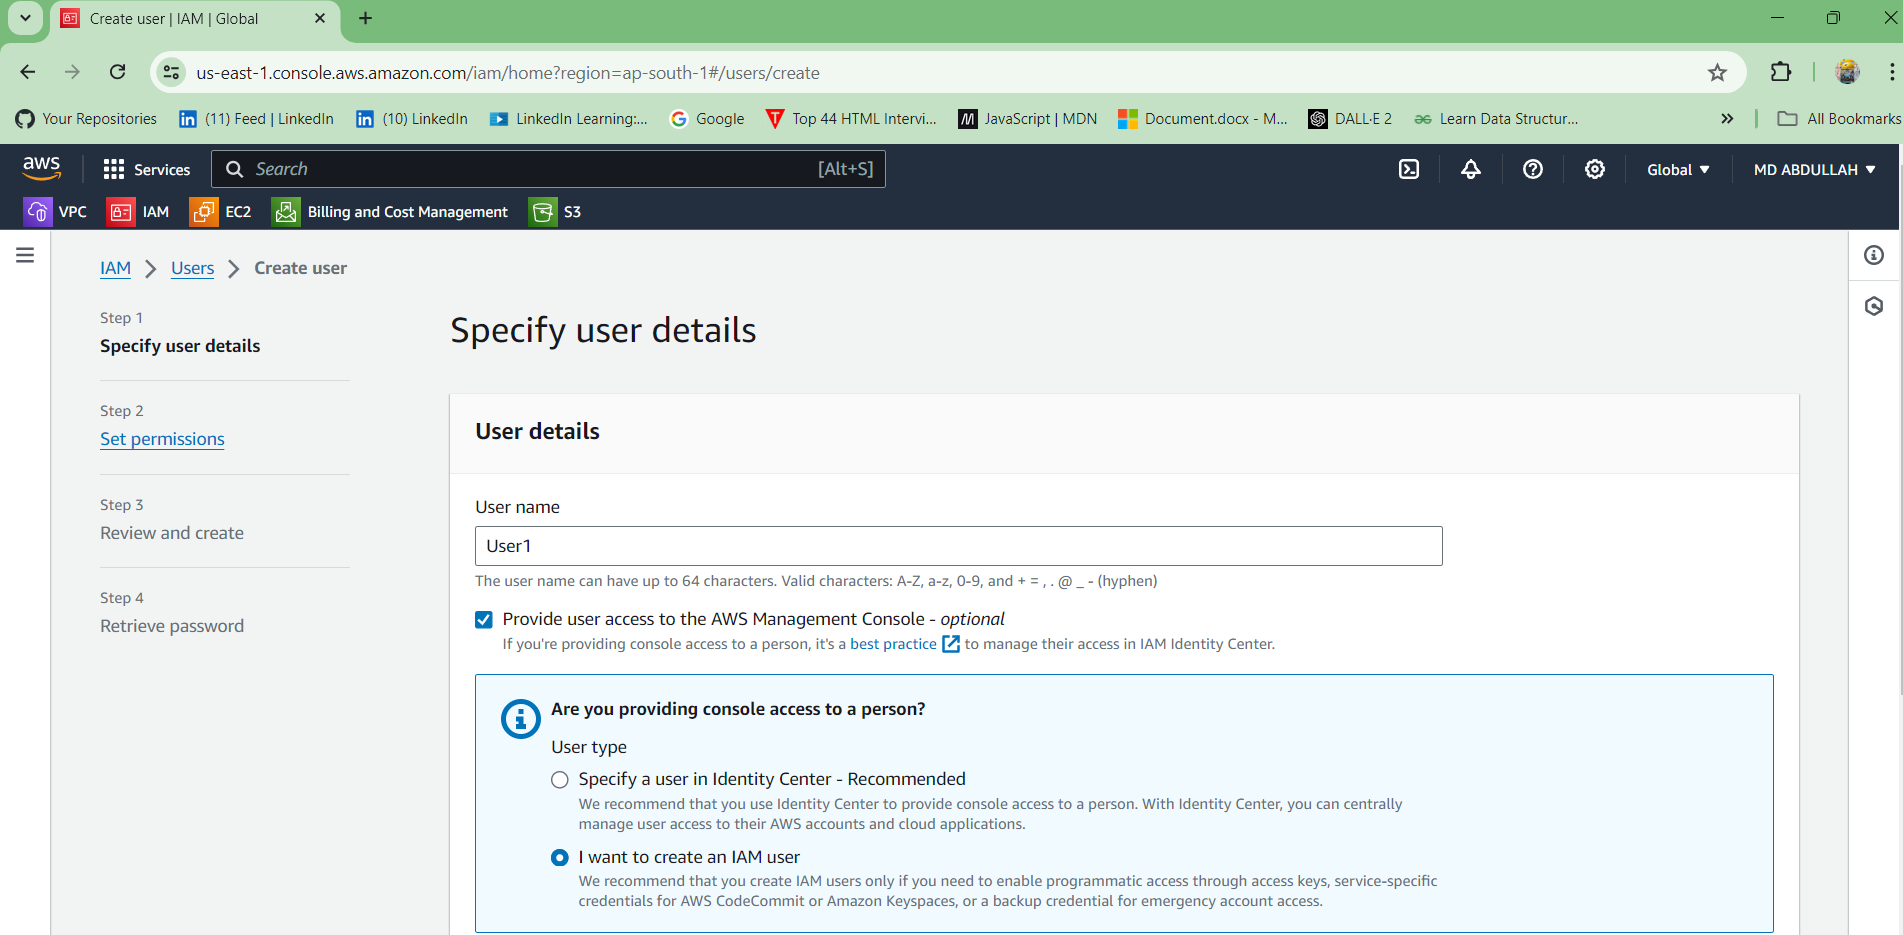 Create user | IAM | Global
us-east-1.console.aws.amazon.com/iam/home?region=ap-south-1#/users/create
Your Repositories (11) Feed | LinkedIn (10) LinkedIn LinkedIn Learning:... Google Top 44 HTML Intervi... JavaScript | MDN Document.docx - M... DALL·E 2 Learn Data Structur... All Bookmarks
aws Services Search [Alt+S] Global MD ABDULLAH
VPC IAM EC2 Billing and Cost Management S3
IAM Users Create user
Step 1
Specify user details
Step 2
Set permissions
Step 3
Review and create
Step 4
Retrieve password
Specify user details
User details
User name
User1
The user name can have up to 64 characters. Valid characters: A-Z, a-z, 0-9, and + = , . @ _ - (hyphen)
Provide user access to the AWS Management Console - optional
If you're providing console access to a person, it's a best practice to manage their access in IAM Identity Center.
Are you providing console access to a person?
User type
Specify a user in Identity Center - Recommended
We recommend that you use Identity Center to provide console access to a person. With Identity Center, you can centrally
manage user access to their AWS accounts and cloud applications.
I want to create an IAM user
We recommend that you create IAM users only if you need to enable programmatic access through access keys, service-specific
credentials for AWS CodeCommit or Amazon Keyspaces, or a backup credential for emergency account access.